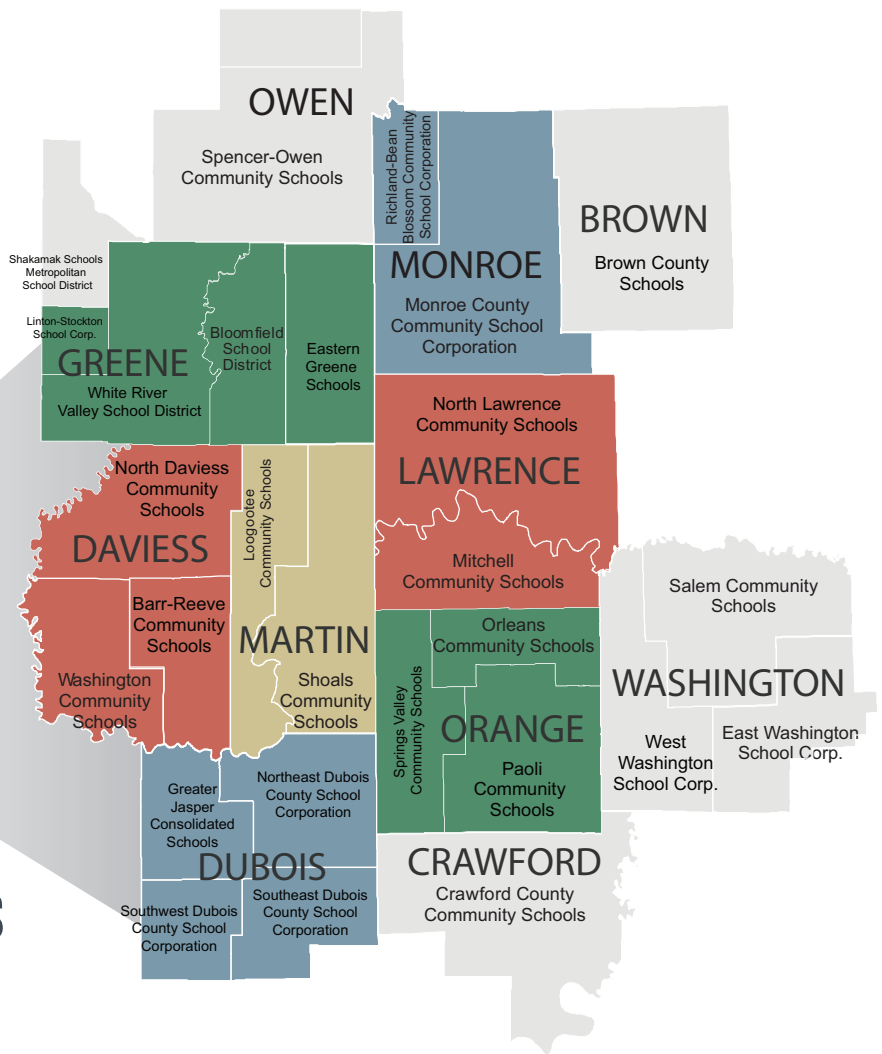 OWEN
Spencer-Owen
Community Schools
Richland-Bean
Blossom Community
School Corporation
BROWN
Brown County
Schools
MONROE
Monroe County
Community School
Corporation
Shakamak Schools
Metropolitan
School District
Linton-Stockton
School Corp.
GREENE
White River
Valley School District
Bloomfield
School
District
Eastern
Greene
Schools
North Lawrence
Community Schools
LAWRENCE
Mitchell
Community Schools
North Daviess
Community
Schools
DAVIESS
Barr-Reeve
Community
Schools
Washington
Community
Schools
Loogootee
Community Schools
MARTIN
Shoals
Community
Schools
Orleans
Community Schools
Springs Valley
Community Schools
ORANGE
Paoli
Community
Schools
Salem Community
Schools
WASHINGTON
West
Washington
School Corp.
East Washington
School Corp.
Greater
Jasper
Consolidated
Schools
Northeast Dubois
County School
Corporation
DUBOIS
Southwest Dubois
County School
Corporation
Southeast Dubois
County School
Corporation
CRAWFORD
Crawford County
Community Schools
S